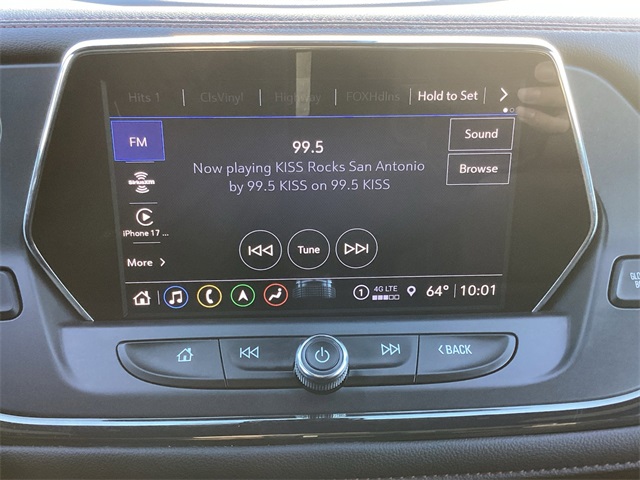 Hits 1 ClsVinyl Highway FOXHdlns Hold to Set
FM
99.5
Sound
Now playing KISS Rocks San Antonio
by 99.5 KISS on 99.5 KISS
Browse
SiriusXM
iPhone 17 ...
Tune
More
1 4G LTE 64° 10:01
BACK